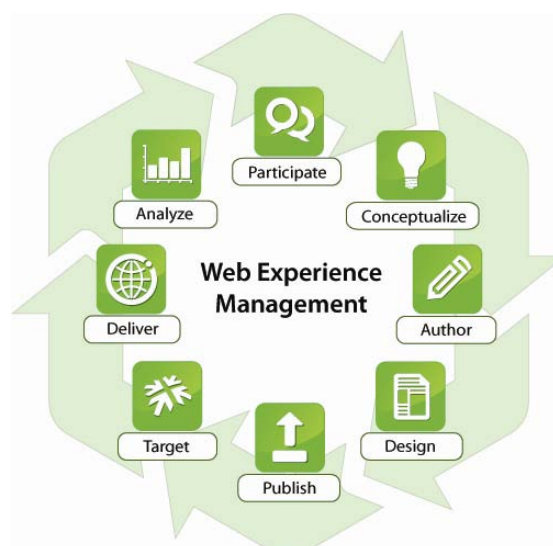 Participate
Conceptualize
Author
Design
Publish
Target
Deliver
Analyze
Web Experience
Management